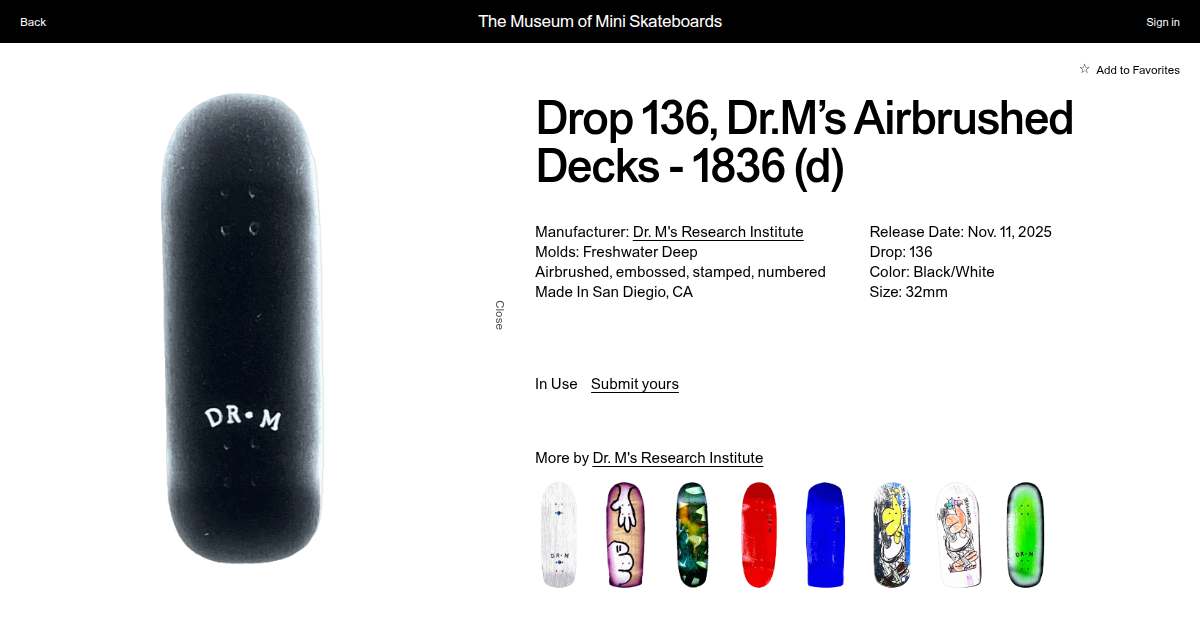 Back
The Museum of Mini Skateboards
Sign in
☆ Add to Favorites
Drop 136, Dr.M’s Airbrushed
Decks - 1836 (d)
Manufacturer: Dr. M's Research Institute
Molds: Freshwater Deep
Airbrushed, embossed, stamped, numbered
Made In San Diegio, CA
Release Date: Nov. 11, 2025
Drop: 136
Color: Black/White
Size: 32mm
Close
DR•M
In Use Submit yours
More by Dr. M's Research Institute
DR•M
DR•M